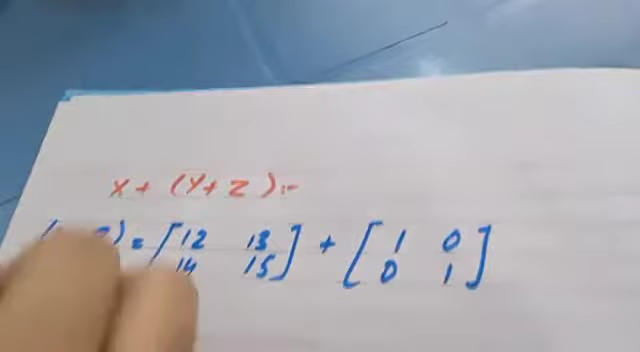 X + (Y + Z) :-
) = [ 12 13 ] + [ 1 0 ]
14 15 0 1